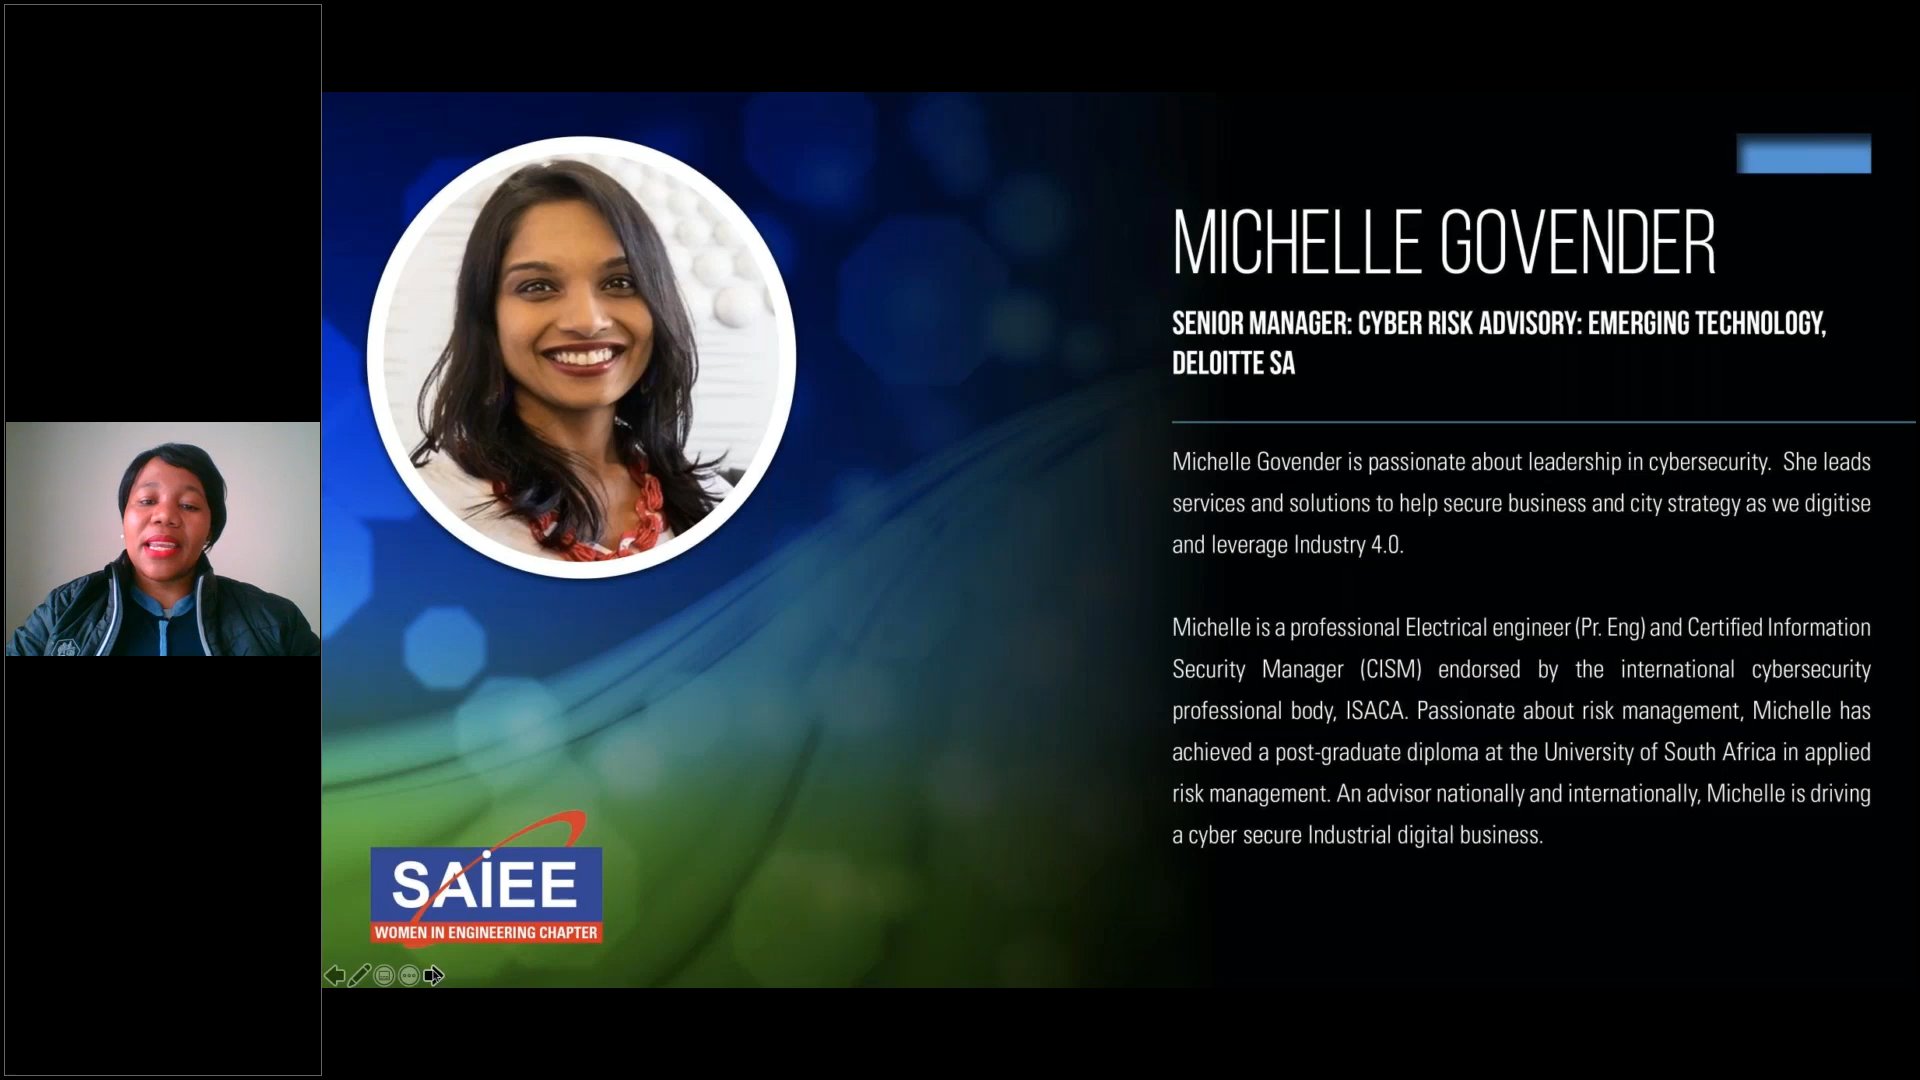 MICHELLE GOVENDER
SENIOR MANAGER: CYBER RISK ADVISORY: EMERGING TECHNOLOGY,
DELOITTE SA
Michelle Govender is passionate about leadership in cybersecurity. She leads
services and solutions to help secure business and city strategy as we digitise
and leverage Industry 4.0.
Michelle is a professional Electrical engineer (Pr. Eng) and Certified Information
Security Manager (CISM) endorsed by the international cybersecurity
professional body, ISACA. Passionate about risk management, Michelle has
achieved a post-graduate diploma at the University of South Africa in applied
risk management. An advisor nationally and internationally, Michelle is driving
a cyber secure Industrial digital business.
SAiEE
WOMEN IN ENGINEERING CHAPTER